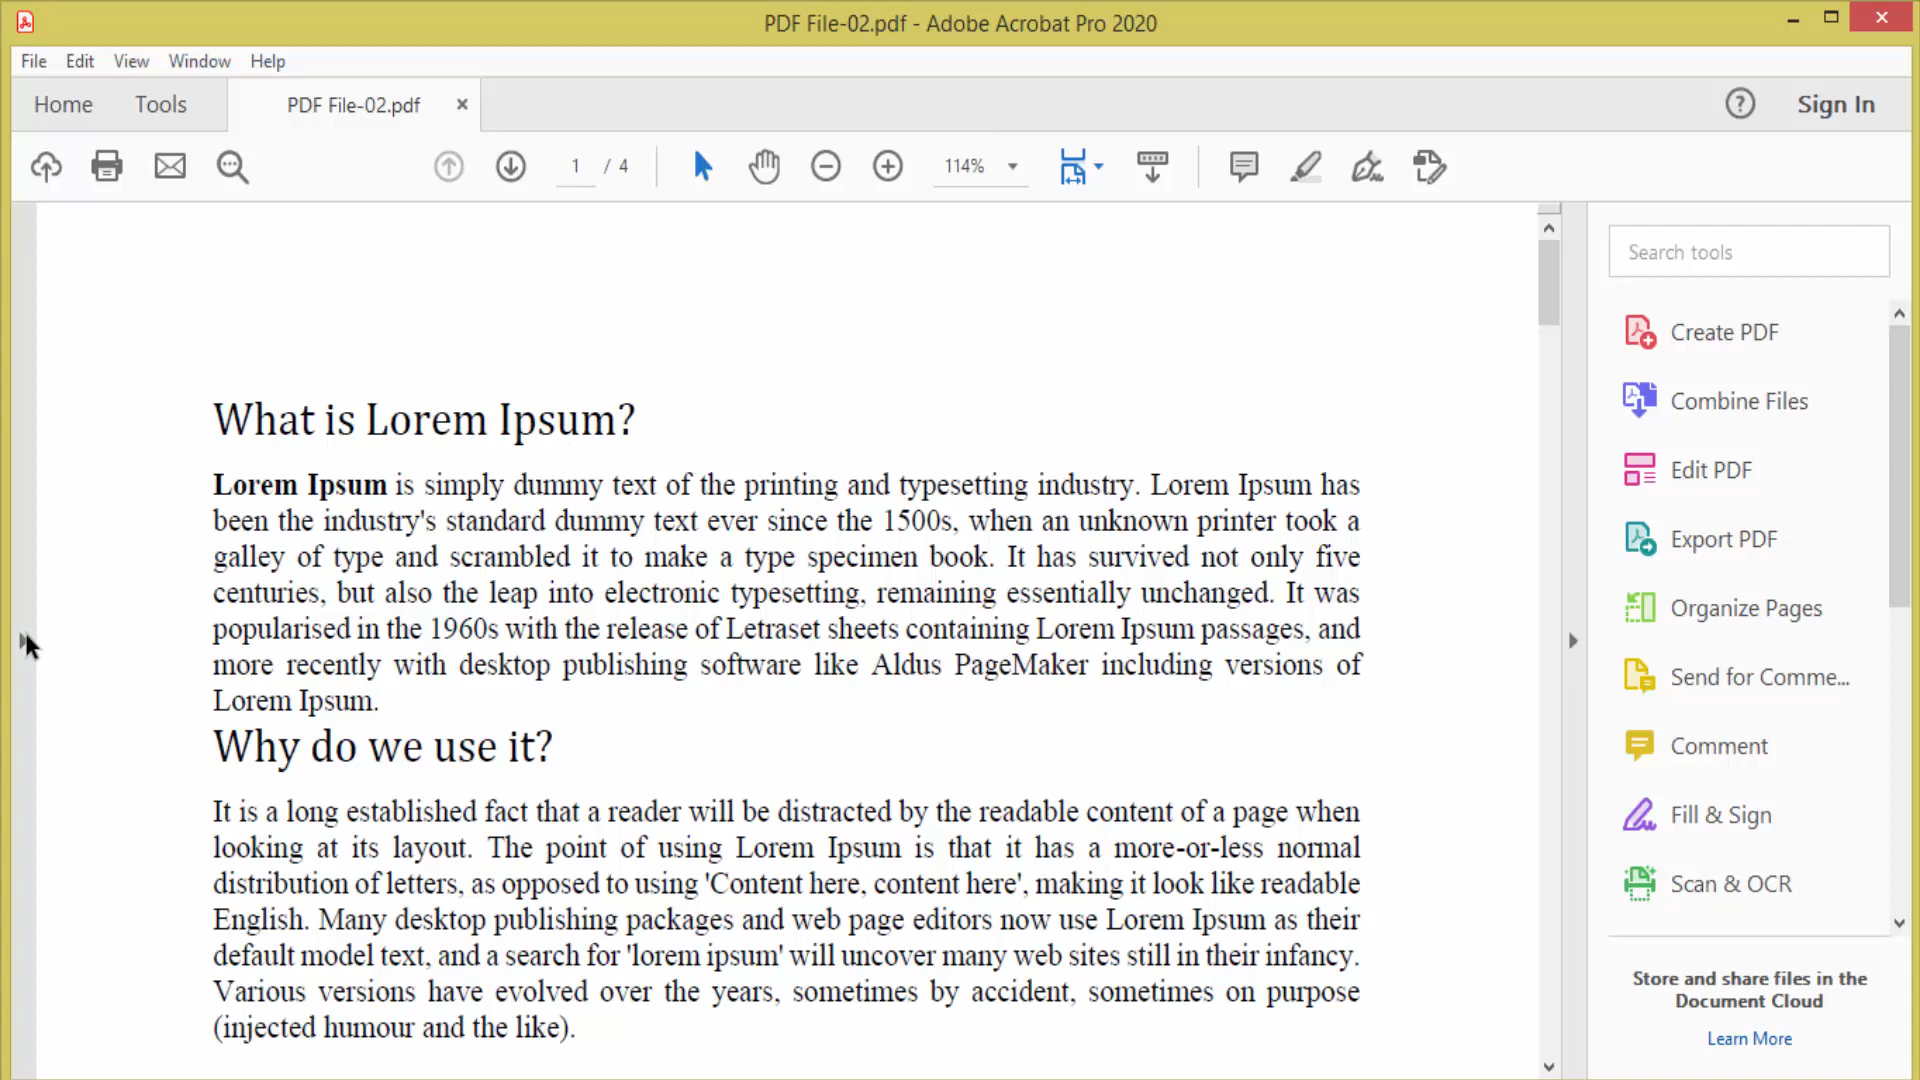 PDF File-02.pdf - Adobe Acrobat Pro 2020
File Edit View Window Help
Home Tools PDF File-02.pdf × ? Sign In
1 / 4 114%
Search tools
Create PDF
Combine Files
Edit PDF
Export PDF
Organize Pages
Send for Comme...
Comment
Fill & Sign
Scan & OCR
Store and share files in the
Document Cloud
Learn More
What is Lorem Ipsum?
Lorem Ipsum is simply dummy text of the printing and typesetting industry. Lorem Ipsum has
been the industry's standard dummy text ever since the 1500s, when an unknown printer took a
galley of type and scrambled it to make a type specimen book. It has survived not only five
centuries, but also the leap into electronic typesetting, remaining essentially unchanged. It was
popularised in the 1960s with the release of Letraset sheets containing Lorem Ipsum passages, and
more recently with desktop publishing software like Aldus PageMaker including versions of
Lorem Ipsum.
Why do we use it?
It is a long established fact that a reader will be distracted by the readable content of a page when
looking at its layout. The point of using Lorem Ipsum is that it has a more-or-less normal
distribution of letters, as opposed to using 'Content here, content here', making it look like readable
English. Many desktop publishing packages and web page editors now use Lorem Ipsum as their
default model text, and a search for 'lorem ipsum' will uncover many web sites still in their infancy.
Various versions have evolved over the years, sometimes by accident, sometimes on purpose
(injected humour and the like).